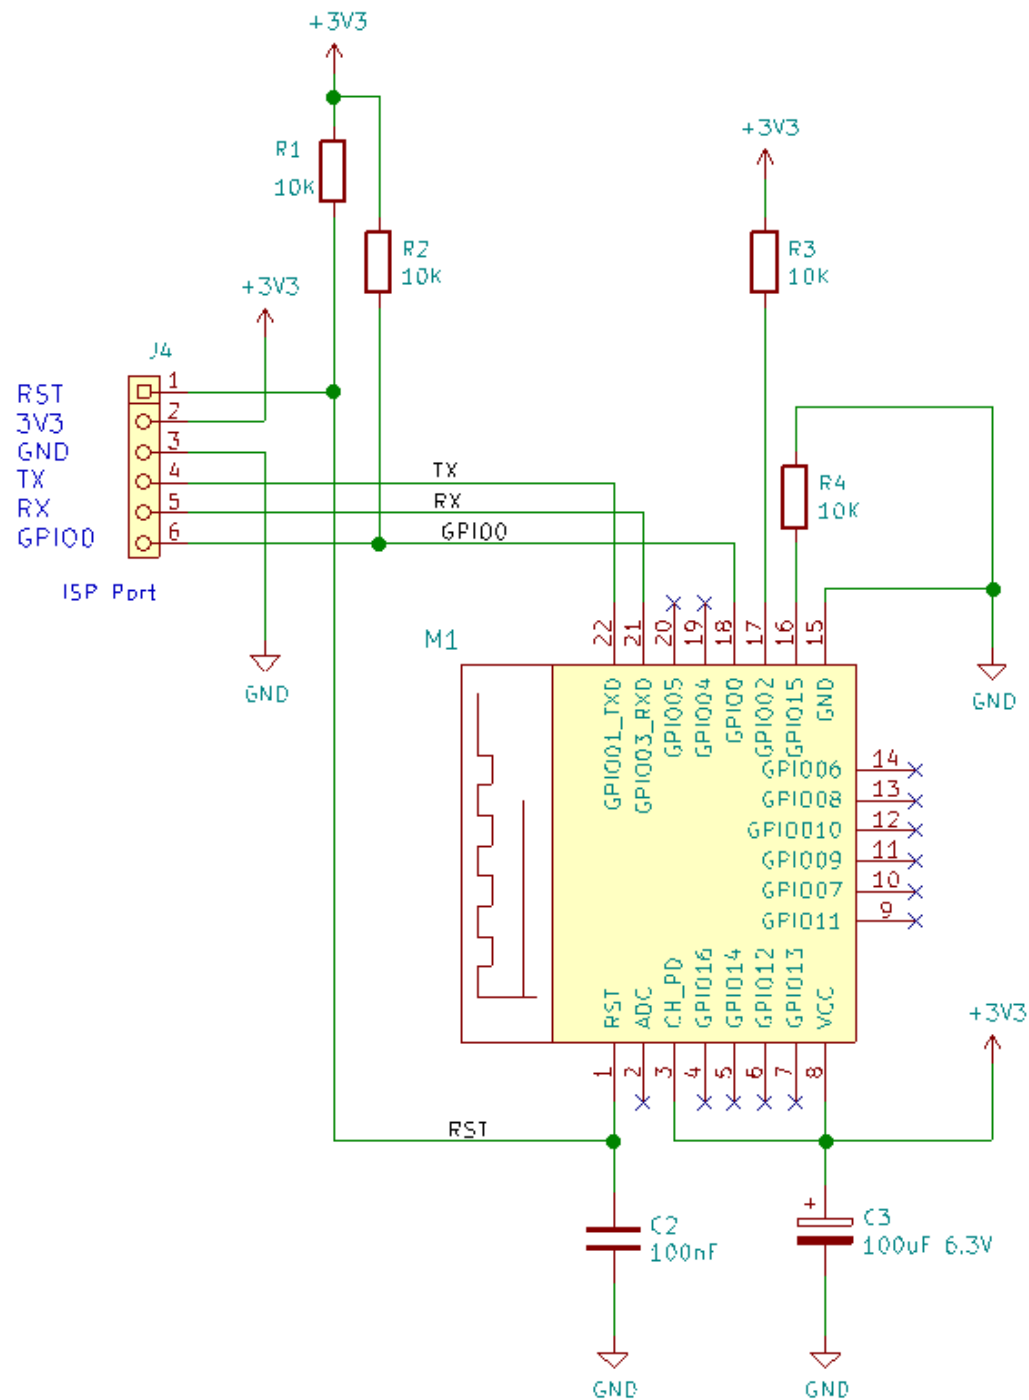 +3V3
R1
10K
+3V3
R2
10K
R3
10K
+3V3
J4
RST
1
3V3
2
GND
3
TX
4
RX
5
GPIO0
6
TX
RX
GPIO0
R4
10K
ISP Port
GND
GND
M1
22
21
20
19
18
17
16
15
GPIO01_TXD
GPIO03_RXD
GPIO05
GPIO04
GPIO0
GPIO02
GPIO15
GND
GPIO06
14
GPIO08
13
GPIO010
12
GPIO09
11
GPIO07
10
GPIO11
9
RST
ADC
CH_PD
GPIO16
GPIO14
GPIO12
GPIO13
VCC
1
2
3
4
5
6
7
8
+3V3
RST
C2
100nF
+
C3
100uF 6.3V
GND
GND